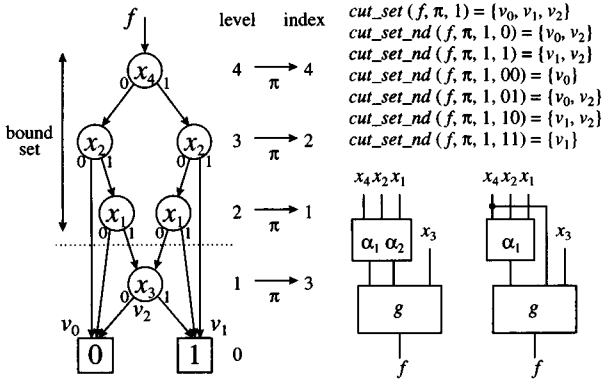 f
level index
cut_set (f, π, 1) = {v0, v1, v2}
cut_set_nd (f, π, 1, 0) = {v0, v2}
cut_set_nd (f, π, 1, 1) = {v1, v2}
cut_set_nd (f, π, 1, 00) = {v0}
cut_set_nd (f, π, 1, 01) = {v0, v2}
cut_set_nd (f, π, 1, 10) = {v1, v2}
cut_set_nd (f, π, 1, 11) = {v1}
x4
0 1
4 π 4
bound
set
x2 x2
0 1 0 1
3 π 2
x1 x1
0 1 0 1
2 π 1
x3
0 1
1 π 3
v0 v2 v1
0 1 0
x4 x2 x1 x3
α1 α2
g
f
x4 x2 x1 x3
α1
g
f